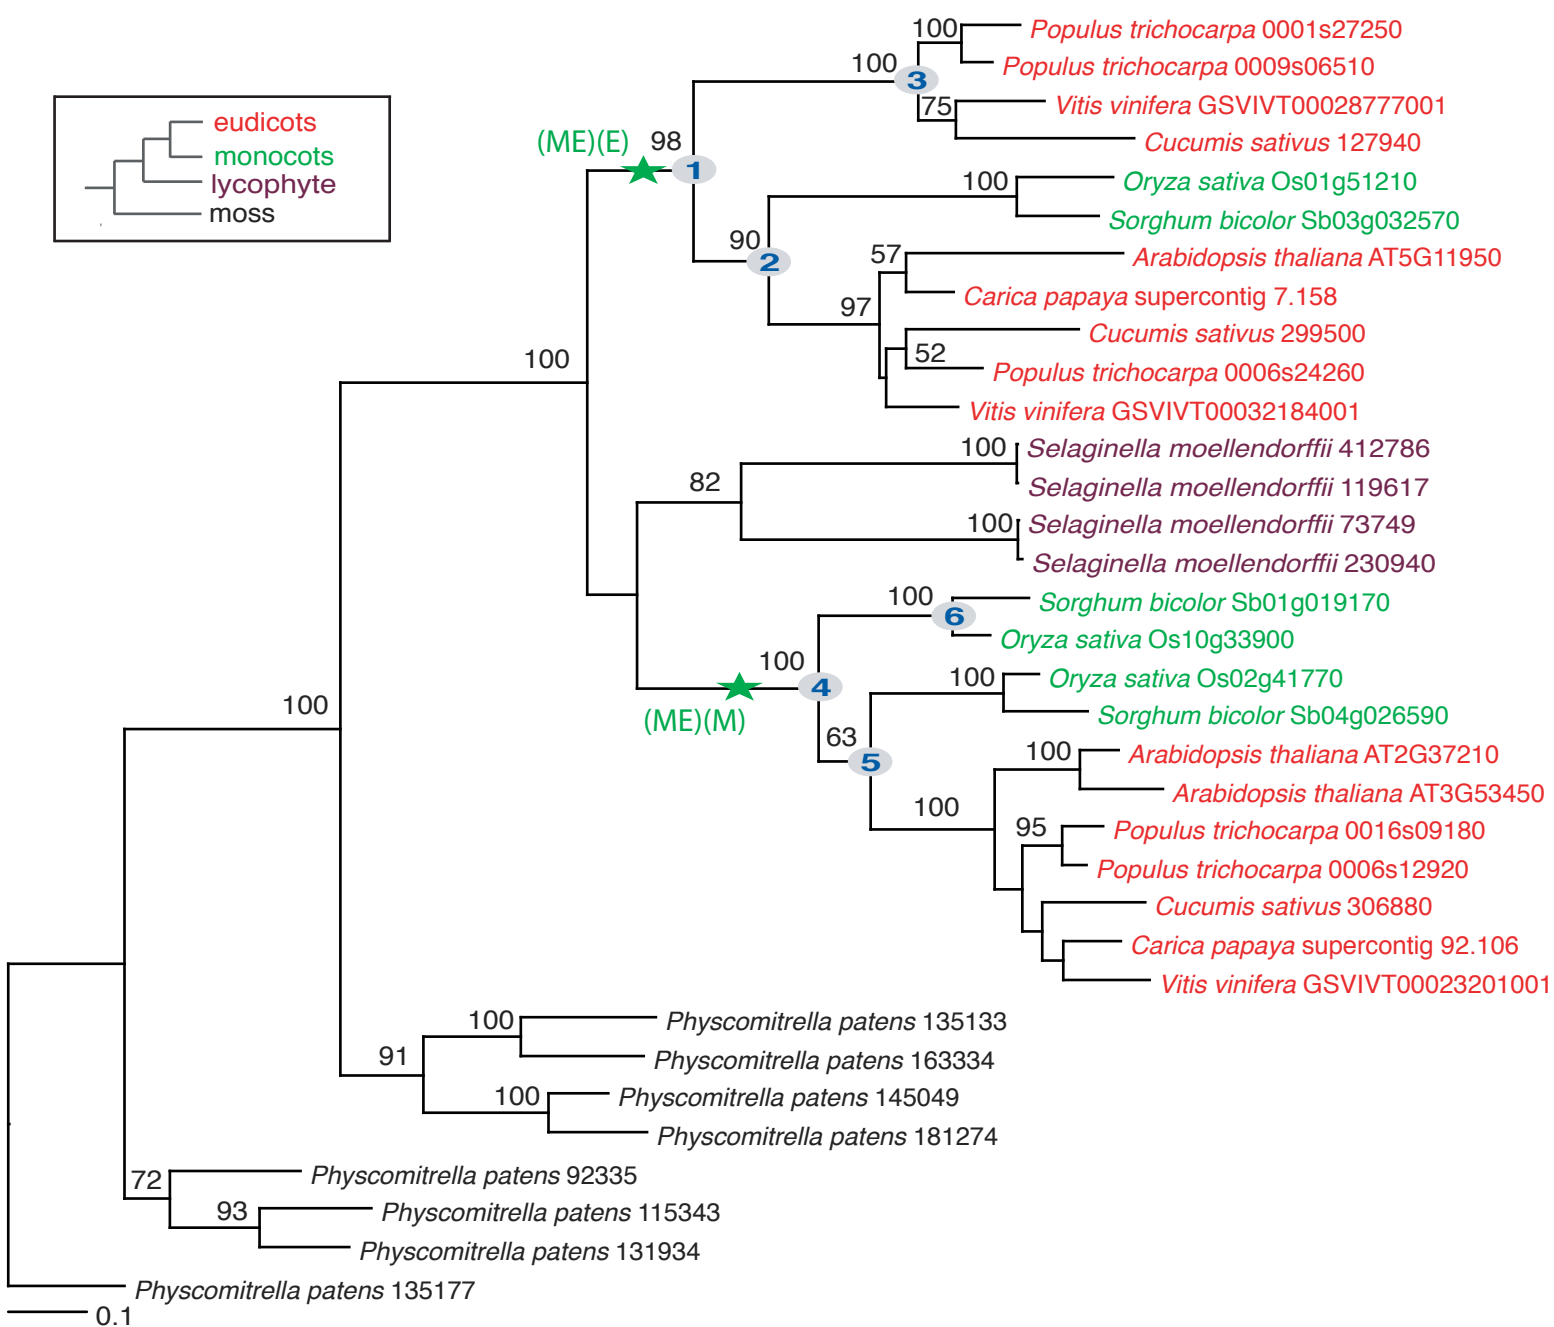 100
Populus trichocarpa 0001s27250
100
3
Populus trichocarpa 0009s06510
75
Vitis vinifera GSVIVT00028777001
Cucumis sativus 127940
eudicots
monocots
lycophyte
moss
(ME)(E)
98
1
100
Oryza sativa Os01g51210
Sorghum bicolor Sb03g032570
90
2
57
Arabidopsis thaliana AT5G11950
Carica papaya supercontig 7.158
97
Cucumis sativus 299500
52
Populus trichocarpa 0006s24260
Vitis vinifera GSVIVT00032184001
100
100
Selaginella moellendorffii 412786
Selaginella moellendorffii 119617
82
100
Selaginella moellendorffii 73749
Selaginella moellendorffii 230940
100
6
Sorghum bicolor Sb01g019170
Oryza sativa Os10g33900
100
4
(ME)(M)
100
Oryza sativa Os02g41770
Sorghum bicolor Sb04g026590
63
5
100
Arabidopsis thaliana AT2G37210
Arabidopsis thaliana AT3G53450
100
95
Populus trichocarpa 0016s09180
Populus trichocarpa 0006s12920
Cucumis sativus 306880
Carica papaya supercontig 92.106
Vitis vinifera GSVIVT00023201001
100
100
Physcomitrella patens 135133
Physcomitrella patens 163334
91
100
Physcomitrella patens 145049
Physcomitrella patens 181274
72
Physcomitrella patens 92335
93
Physcomitrella patens 115343
Physcomitrella patens 131934
Physcomitrella patens 135177
0.1